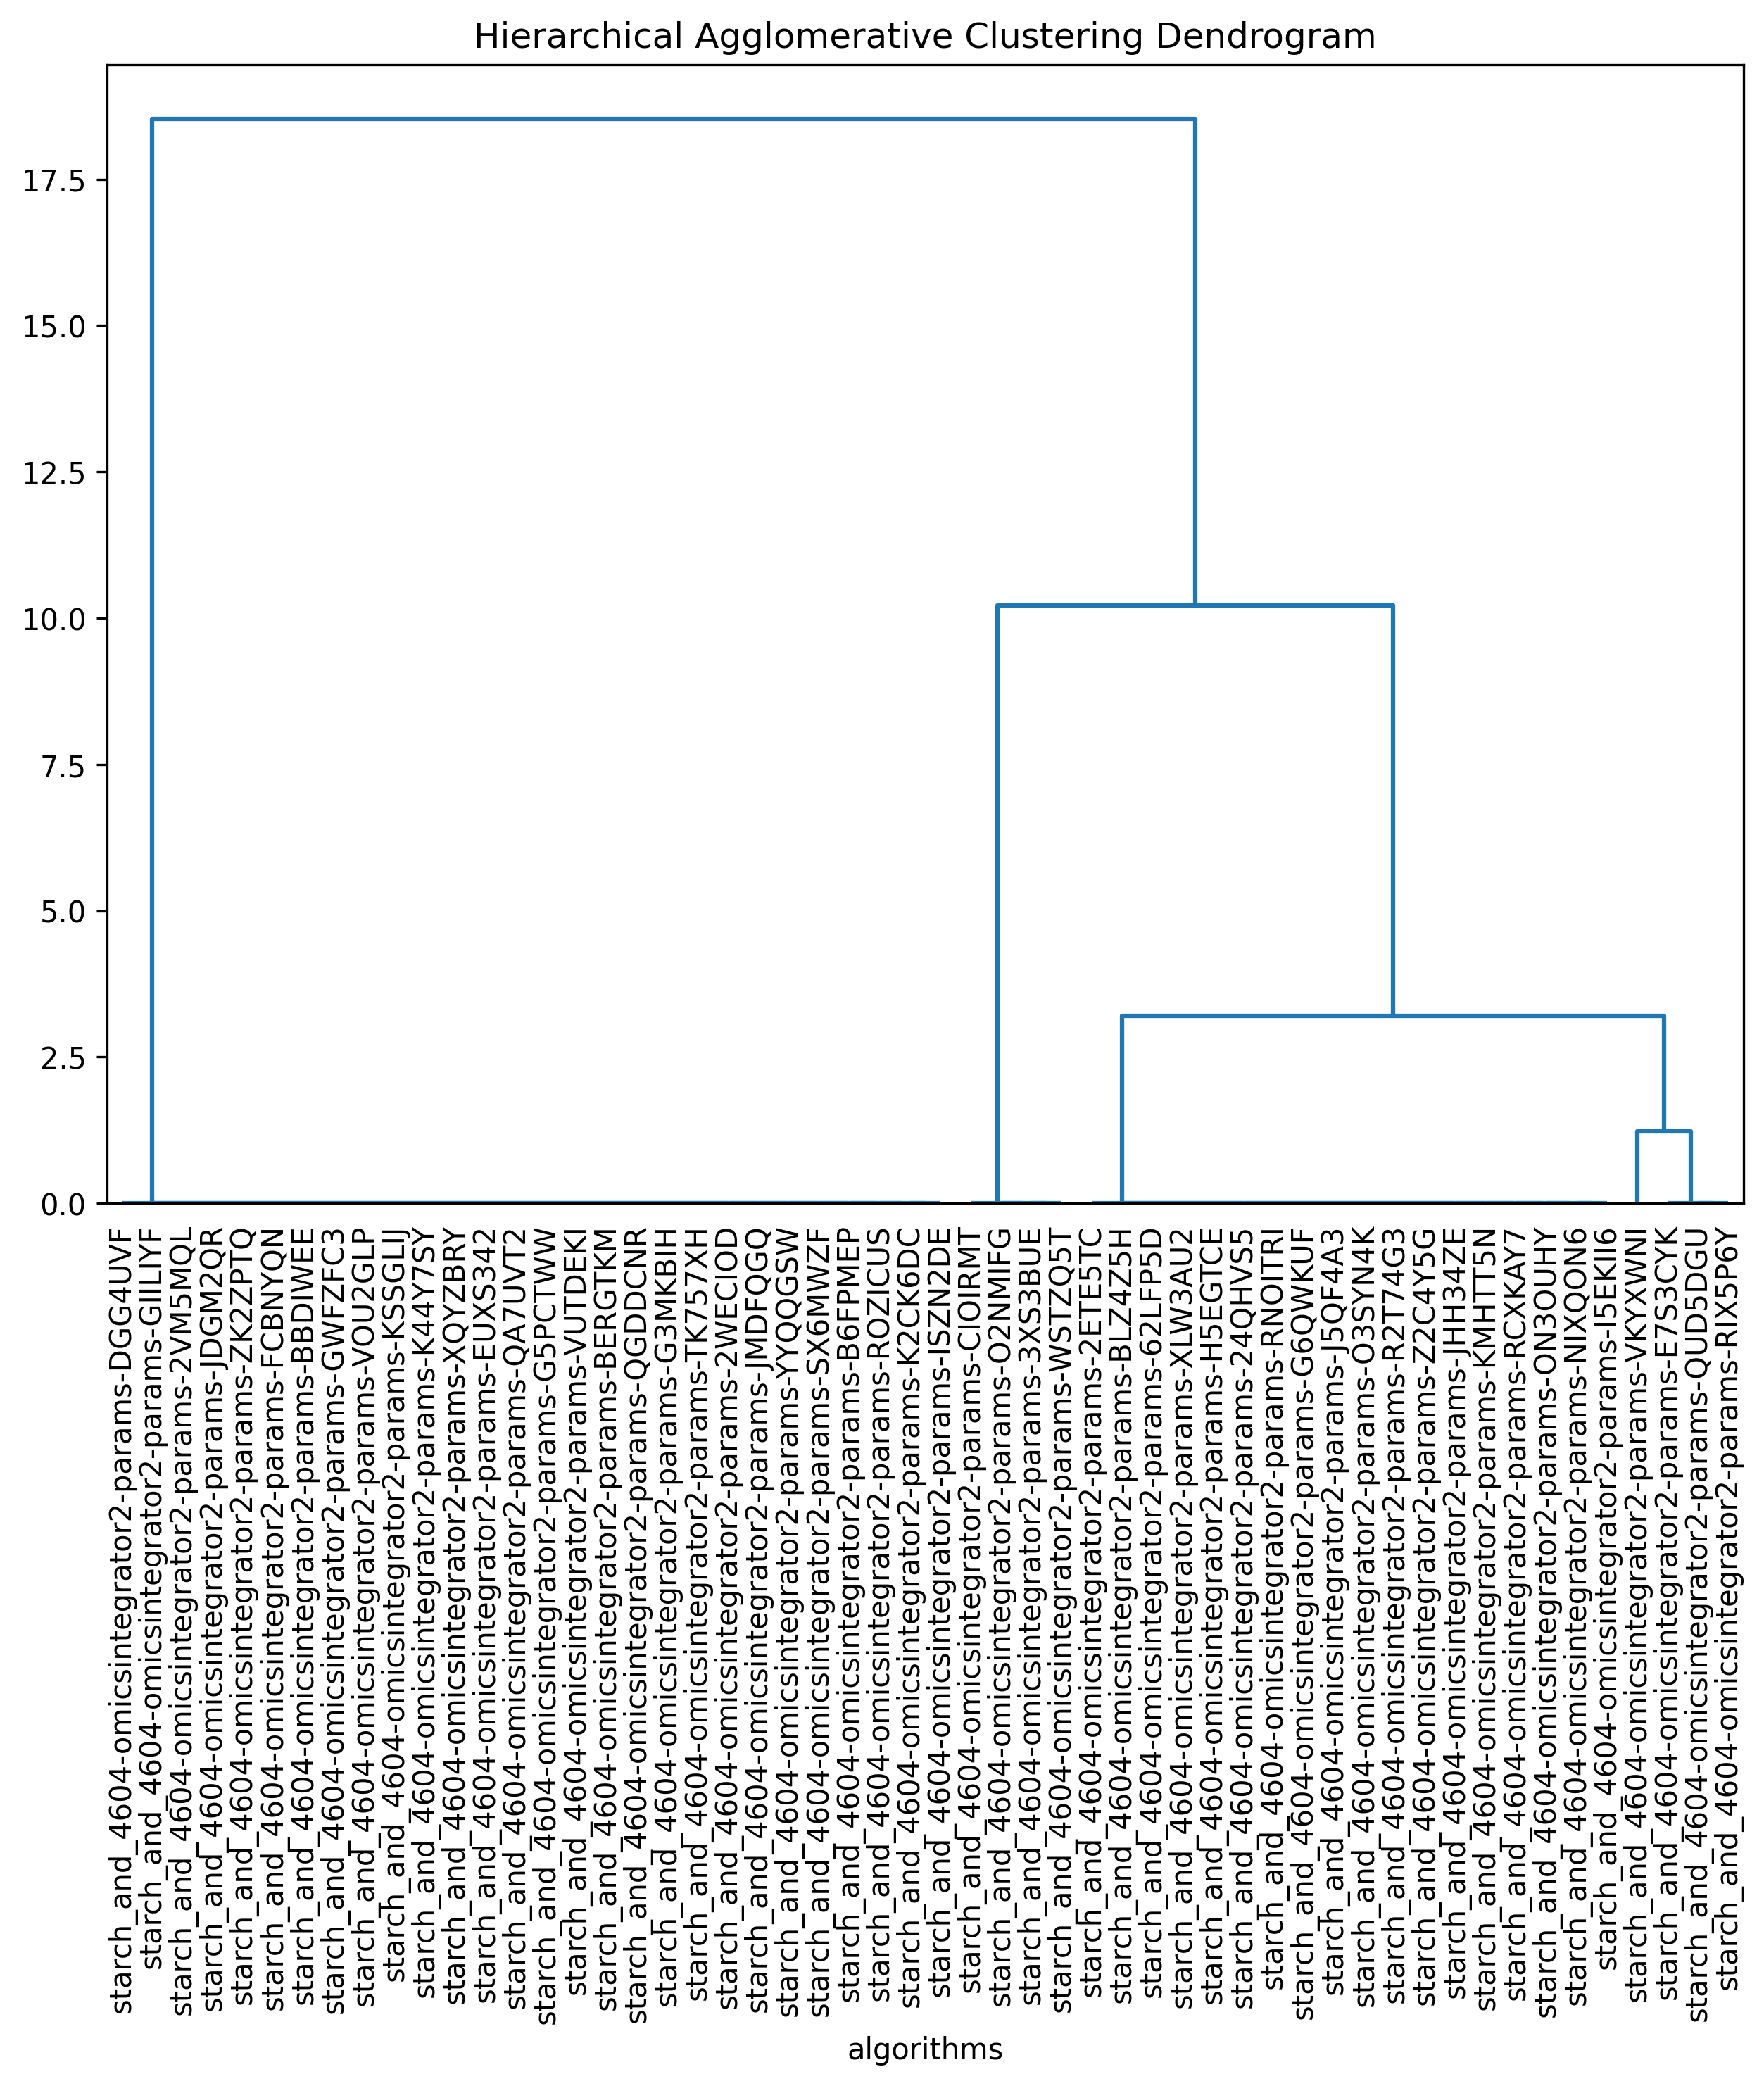 Hierarchical Agglomerative Clustering Dendrogram
17.5
15.0
12.5
10.0
7.5
5.0
2.5
0.0
starch_and_4604-omicsintegrator2-params-DGG4UVF
starch_and_4604-omicsintegrator2-params-GIILIYF
starch_and_4604-omicsintegrator2-params-2VM5MQL
starch_and_4604-omicsintegrator2-params-JDGM2QR
starch_and_4604-omicsintegrator2-params-ZK2ZPTQ
starch_and_4604-omicsintegrator2-params-FCBNYQN
starch_and_4604-omicsintegrator2-params-BBDIWEE
starch_and_4604-omicsintegrator2-params-GWFZFC3
starch_and_4604-omicsintegrator2-params-VOU2GLP
starch_and_4604-omicsintegrator2-params-KSSGLIJ
starch_and_4604-omicsintegrator2-params-K44Y7SY
starch_and_4604-omicsintegrator2-params-XQYZBRY
starch_and_4604-omicsintegrator2-params-EUXS342
starch_and_4604-omicsintegrator2-params-QA7UVT2
starch_and_4604-omicsintegrator2-params-G5PCTWW
starch_and_4604-omicsintegrator2-params-VUTDEKI
starch_and_4604-omicsintegrator2-params-BERGTKM
starch_and_4604-omicsintegrator2-params-QGDDCNR
starch_and_4604-omicsintegrator2-params-G3MKBIH
starch_and_4604-omicsintegrator2-params-TK757XH
starch_and_4604-omicsintegrator2-params-2WECIOD
starch_and_4604-omicsintegrator2-params-JMDFQGQ
starch_and_4604-omicsintegrator2-params-YYQQGSW
starch_and_4604-omicsintegrator2-params-SX6MWZF
starch_and_4604-omicsintegrator2-params-B6FPMEP
starch_and_4604-omicsintegrator2-params-ROZICUS
starch_and_4604-omicsintegrator2-params-K2CK6DC
starch_and_4604-omicsintegrator2-params-ISZN2DE
starch_and_4604-omicsintegrator2-params-CIOIRMT
starch_and_4604-omicsintegrator2-params-O2NMIFG
starch_and_4604-omicsintegrator2-params-3XS3BUE
starch_and_4604-omicsintegrator2-params-WSTZQ5T
starch_and_4604-omicsintegrator2-params-2ETE5TC
starch_and_4604-omicsintegrator2-params-BLZ4Z5H
starch_and_4604-omicsintegrator2-params-62LFP5D
starch_and_4604-omicsintegrator2-params-XLW3AU2
starch_and_4604-omicsintegrator2-params-H5EGTCE
starch_and_4604-omicsintegrator2-params-24QHVS5
starch_and_4604-omicsintegrator2-params-RNOITRI
starch_and_4604-omicsintegrator2-params-G6QWKUF
starch_and_4604-omicsintegrator2-params-J5QF4A3
starch_and_4604-omicsintegrator2-params-O3SYN4K
starch_and_4604-omicsintegrator2-params-R2T74G3
starch_and_4604-omicsintegrator2-params-Z2C4Y5G
starch_and_4604-omicsintegrator2-params-JHH34ZE
starch_and_4604-omicsintegrator2-params-KMHTT5N
starch_and_4604-omicsintegrator2-params-RCXKAY7
starch_and_4604-omicsintegrator2-params-ON3OUHY
starch_and_4604-omicsintegrator2-params-NIXQON6
starch_and_4604-omicsintegrator2-params-I5EKII6
starch_and_4604-omicsintegrator2-params-VKYXWNI
starch_and_4604-omicsintegrator2-params-E7S3CYK
starch_and_4604-omicsintegrator2-params-QUD5DGU
starch_and_4604-omicsintegrator2-params-RIX5P6Y
algorithms